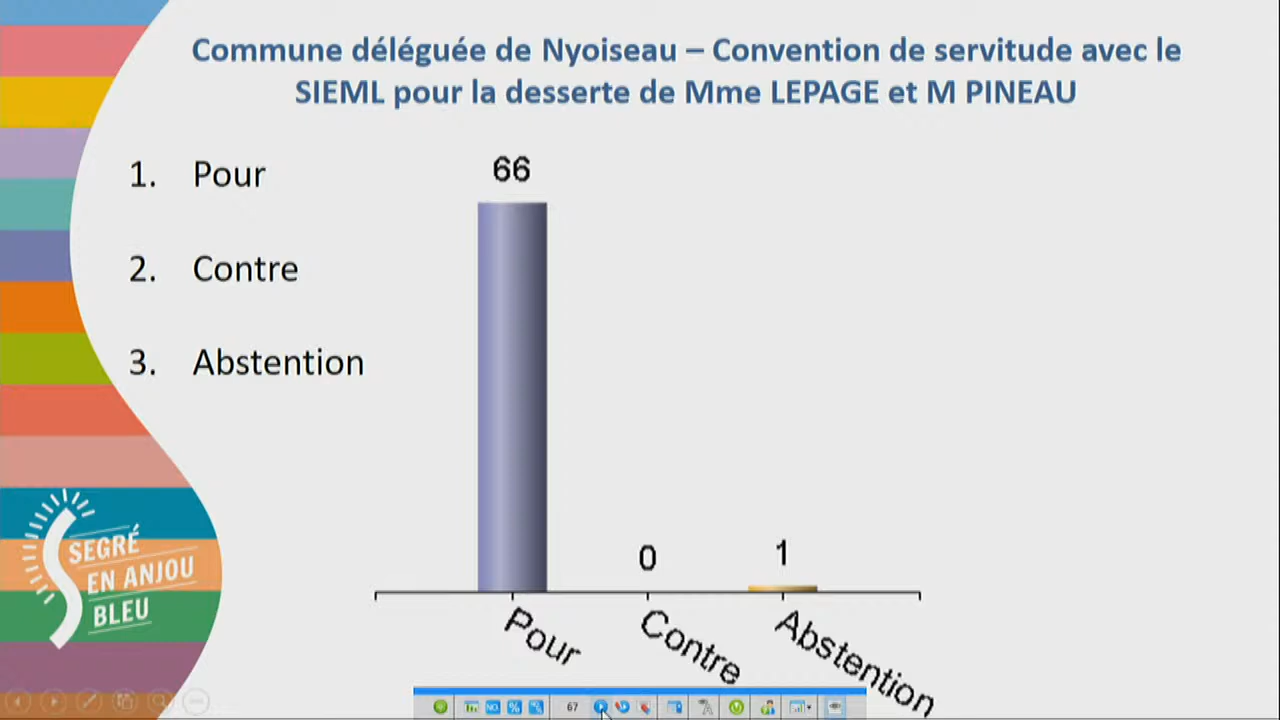 Commune déléguée de Nyoiseau – Convention de servitude avec le
SIEML pour la desserte de Mme LEPAGE et M PINEAU
1. Pour
2. Contre
3. Abstention
66
0
1
Pour
Contre
Abstention
SEGRÉ
EN ANJOU
BLEU
NO.
%
67